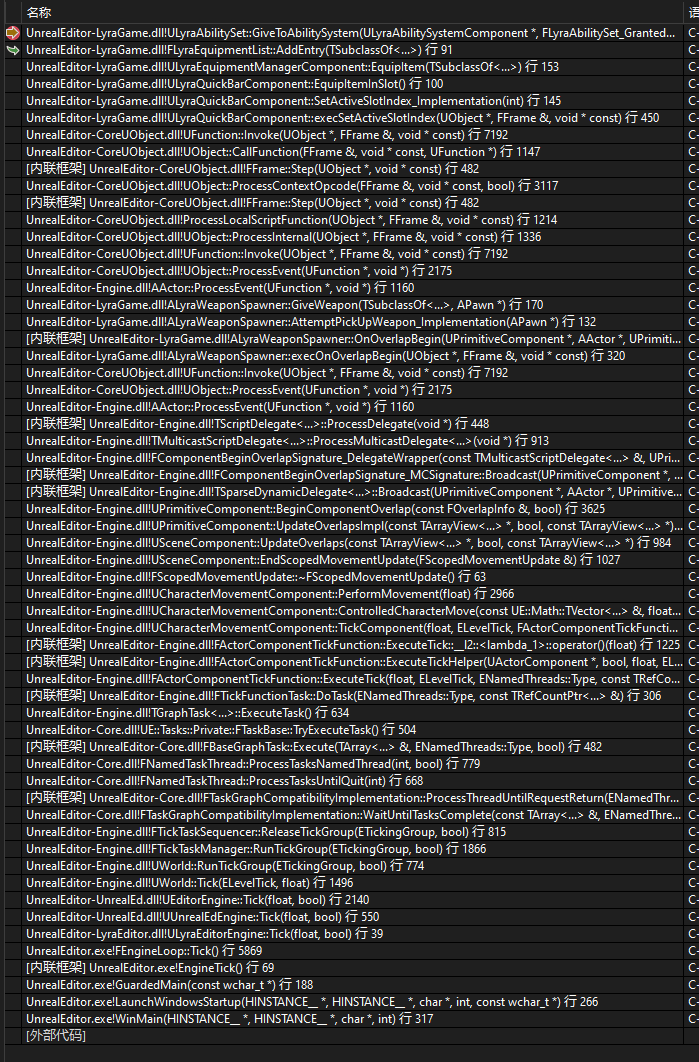 名称
语
UnrealEditor-LyraGame.dll!ULyraAbilitySet::GiveToAbilitySystem(ULyraAbilitySystemComponent *, FLyraAbilitySet_Granted...
UnrealEditor-LyraGame.dll!FLyraEquipmentList::AddEntry(TSubclassOf<...>) 行 91
UnrealEditor-LyraGame.dll!ULyraEquipmentManagerComponent::EquipItem(TSubclassOf<...>) 行 153
UnrealEditor-LyraGame.dll!ULyraQuickBarComponent::EquipItemInSlot() 行 100
UnrealEditor-LyraGame.dll!ULyraQuickBarComponent::SetActiveSlotIndex_Implementation(int) 行 145
UnrealEditor-LyraGame.dll!ULyraQuickBarComponent::execSetActiveSlotIndex(UObject *, FFrame &, void * const) 行 450
UnrealEditor-CoreUObject.dll!UFunction::Invoke(UObject *, FFrame &, void * const) 行 7192
UnrealEditor-CoreUObject.dll!UObject::CallFunction(FFrame &, void * const, UFunction *) 行 1147
[内联框架] UnrealEditor-CoreUObject.dll!FFrame::Step(UObject *, void * const) 行 482
UnrealEditor-CoreUObject.dll!UObject::ProcessContextOpcode(FFrame &, void * const, bool) 行 3117
[内联框架] UnrealEditor-CoreUObject.dll!FFrame::Step(UObject *, void * const) 行 482
UnrealEditor-CoreUObject.dll!ProcessLocalScriptFunction(UObject *, FFrame &, void * const) 行 1214
UnrealEditor-CoreUObject.dll!UObject::ProcessInternal(UObject *, FFrame &, void * const) 行 1336
UnrealEditor-CoreUObject.dll!UFunction::Invoke(UObject *, FFrame &, void * const) 行 7192
UnrealEditor-CoreUObject.dll!UObject::ProcessEvent(UFunction *, void *) 行 2175
UnrealEditor-Engine.dll!AActor::ProcessEvent(UFunction *, void *) 行 1160
UnrealEditor-LyraGame.dll!ALyraWeaponSpawner::GiveWeapon(TSubclassOf<...>, APawn *) 行 170
UnrealEditor-LyraGame.dll!ALyraWeaponSpawner::AttemptPickUpWeapon_Implementation(APawn *) 行 132
[内联框架] UnrealEditor-LyraGame.dll!ALyraWeaponSpawner::OnOverlapBegin(UPrimitiveComponent *, AActor *, UPrimiti...
UnrealEditor-LyraGame.dll!ALyraWeaponSpawner::execOnOverlapBegin(UObject *, FFrame &, void * const) 行 320
UnrealEditor-CoreUObject.dll!UFunction::Invoke(UObject *, FFrame &, void * const) 行 7192
UnrealEditor-CoreUObject.dll!UObject::ProcessEvent(UFunction *, void *) 行 2175
UnrealEditor-Engine.dll!AActor::ProcessEvent(UFunction *, void *) 行 1160
[内联框架] UnrealEditor-Engine.dll!TScriptDelegate<...>::ProcessDelegate(void *) 行 448
UnrealEditor-Engine.dll!TMulticastScriptDelegate<...>::ProcessMulticastDelegate<...>(void *) 行 913
UnrealEditor-Engine.dll!FComponentBeginOverlapSignature_DelegateWrapper(const TMulticastScriptDelegate<...> &, UPri...
[内联框架] UnrealEditor-Engine.dll!FComponentBeginOverlapSignature_MCSignature::Broadcast(UPrimitiveComponent *, ...
[内联框架] UnrealEditor-Engine.dll!TSparseDynamicDelegate<...>::Broadcast(UPrimitiveComponent *, AActor *, UPrimitive...
UnrealEditor-Engine.dll!UPrimitiveComponent::BeginComponentOverlap(const FOverlapInfo &, bool) 行 3625
UnrealEditor-Engine.dll!UPrimitiveComponent::UpdateOverlapsImpl(const TArrayView<...> *, bool, const TArrayView<...> *)...
UnrealEditor-Engine.dll!USceneComponent::UpdateOverlaps(const TArrayView<...> *, bool, const TArrayView<...> *) 行 984
UnrealEditor-Engine.dll!USceneComponent::EndScopedMovementUpdate(FScopedMovementUpdate &) 行 1027
UnrealEditor-Engine.dll!FScopedMovementUpdate::~FScopedMovementUpdate() 行 63
UnrealEditor-Engine.dll!UCharacterMovementComponent::PerformMovement(float) 行 2966
UnrealEditor-Engine.dll!UCharacterMovementComponent::ControlledCharacterMove(const UE::Math::TVector<...> &, float...
UnrealEditor-Engine.dll!UCharacterMovementComponent::TickComponent(float, ELevelTick, FActorComponentTickFuncti...
[内联框架] UnrealEditor-Engine.dll!FActorComponentTickFunction::ExecuteTick::__l2::<lambda_1>::operator()(float) 行 1225
[内联框架] UnrealEditor-Engine.dll!FActorComponentTickFunction::ExecuteTickHelper(UActorComponent *, bool, float, EL...
UnrealEditor-Engine.dll!FActorComponentTickFunction::ExecuteTick(float, ELevelTick, ENamedThreads::Type, const TRefCo...
[内联框架] UnrealEditor-Engine.dll!FTickFunctionTask::DoTask(ENamedThreads::Type, const TRefCountPtr<...> &) 行 306
UnrealEditor-Engine.dll!TGraphTask<...>::ExecuteTask() 行 634
UnrealEditor-Core.dll!UE::Tasks::Private::FTaskBase::TryExecuteTask() 行 504
[内联框架] UnrealEditor-Core.dll!FBaseGraphTask::Execute(TArray<...> &, ENamedThreads::Type, bool) 行 482
UnrealEditor-Core.dll!FNamedTaskThread::ProcessTasksNamedThread(int, bool) 行 779
UnrealEditor-Core.dll!FNamedTaskThread::ProcessTasksUntilQuit(int) 行 668
[内联框架] UnrealEditor-Core.dll!FTaskGraphCompatibilityImplementation::ProcessThreadUntilRequestReturn(ENamedThr...
UnrealEditor-Core.dll!FTaskGraphCompatibilityImplementation::WaitUntilTasksComplete(const TArray<...> &, ENamedThre...
UnrealEditor-Engine.dll!FTickTaskSequencer::ReleaseTickGroup(ETickingGroup, bool) 行 815
UnrealEditor-Engine.dll!FTickTaskManager::RunTickGroup(ETickingGroup, bool) 行 1866
UnrealEditor-Engine.dll!UWorld::RunTickGroup(ETickingGroup, bool) 行 774
UnrealEditor-Engine.dll!UWorld::Tick(ELevelTick, float) 行 1496
UnrealEditor-UnrealEd.dll!UEditorEngine::Tick(float, bool) 行 2140
UnrealEditor-UnrealEd.dll!UUnrealEdEngine::Tick(float, bool) 行 550
UnrealEditor-LyraEditor.dll!ULyraEditorEngine::Tick(float, bool) 行 39
UnrealEditor.exe!FEngineLoop::Tick() 行 5869
[内联框架] UnrealEditor.exe!EngineTick() 行 69
UnrealEditor.exe!GuardedMain(const wchar_t *) 行 188
UnrealEditor.exe!LaunchWindowsStartup(HINSTANCE__ *, HINSTANCE__ *, char *, int, const wchar_t *) 行 266
UnrealEditor.exe!WinMain(HINSTANCE__ *, HINSTANCE__ *, char *, int) 行 317
[外部代码]